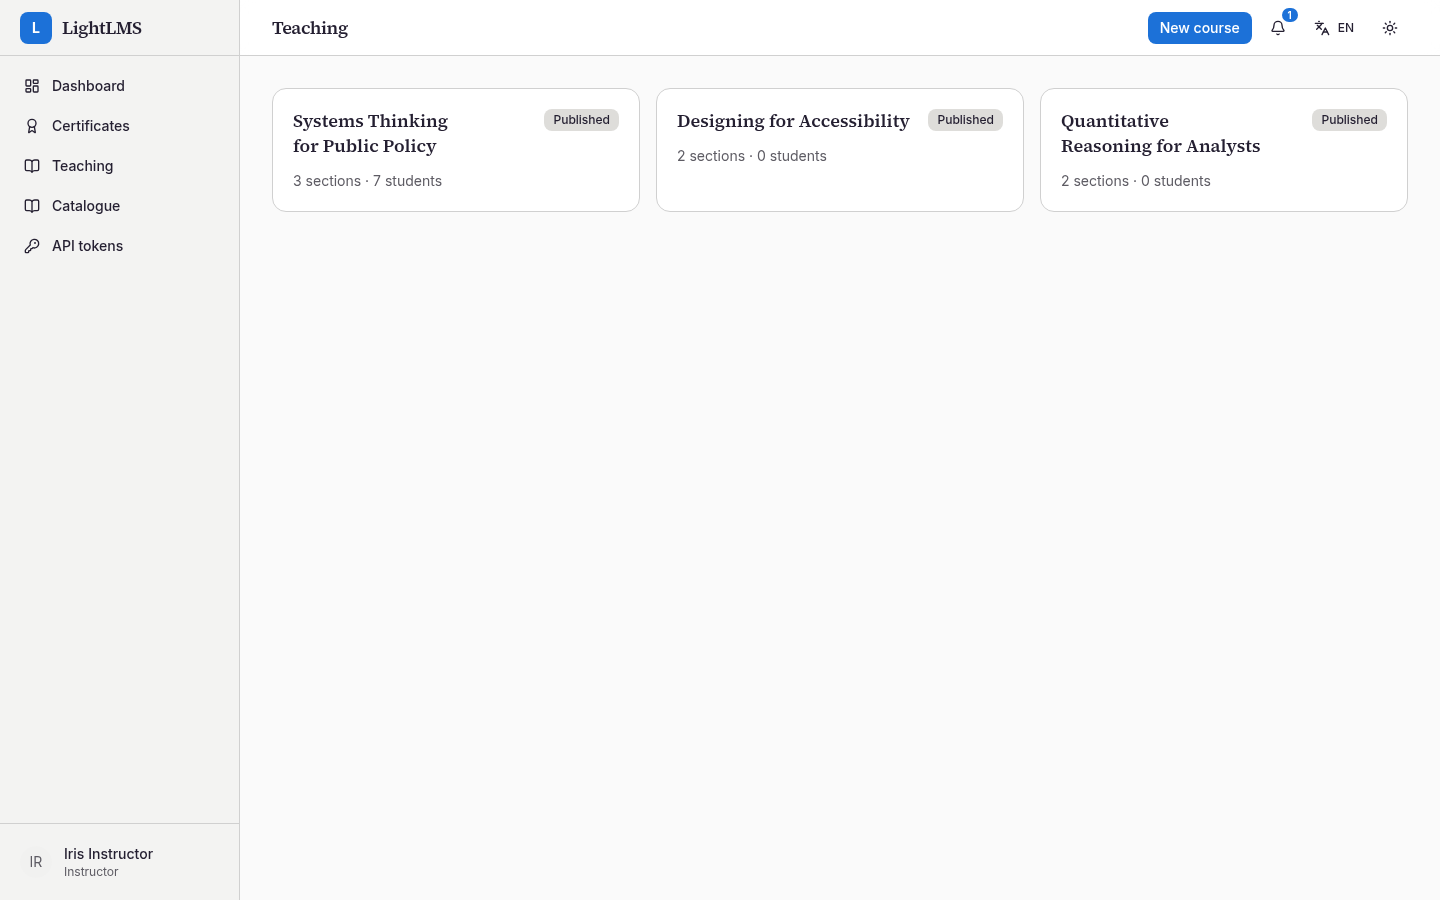 L LightLMS
Dashboard
Certificates
Teaching
Catalogue
API tokens
Iris Instructor
Instructor
IR
Teaching
New course
1
EN
Systems Thinking
for Public Policy
Published
3 sections · 7 students
Designing for Accessibility
Published
2 sections · 0 students
Quantitative
Reasoning for Analysts
Published
2 sections · 0 students